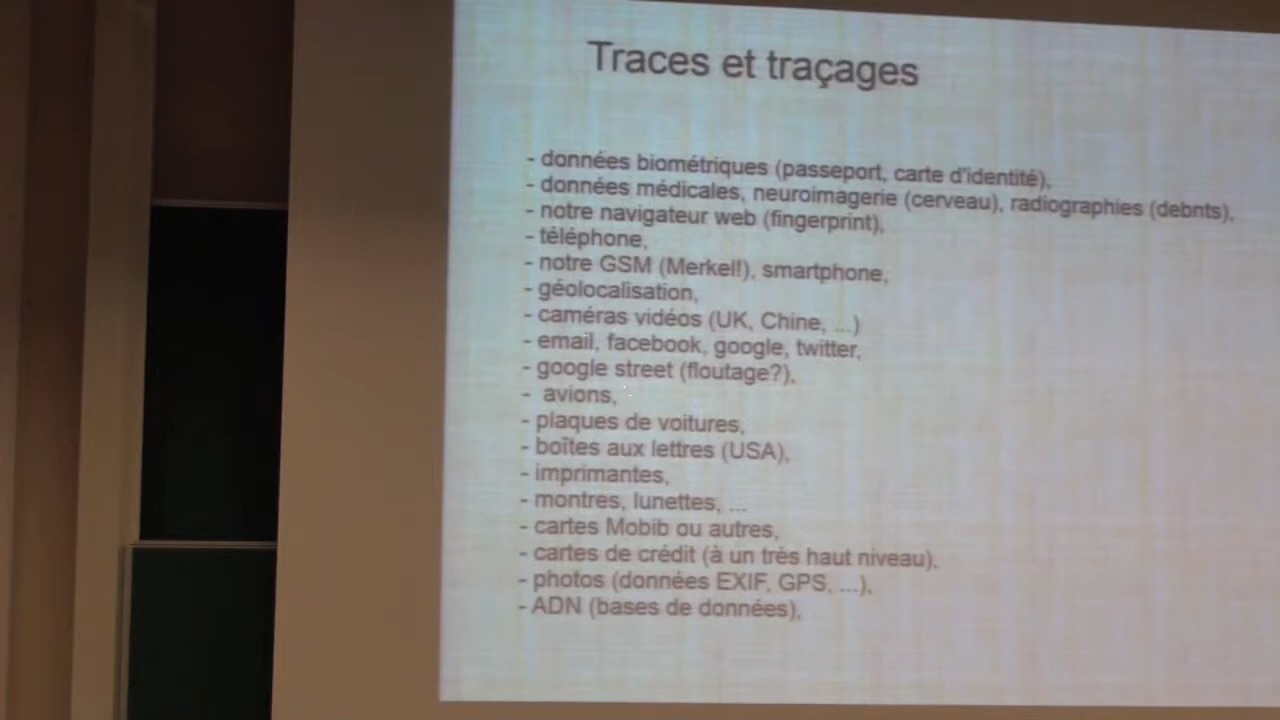 Traces et traçages
- données biométriques (passeport, carte d'identité),
- données médicales, neuroimagerie (cerveau), radiographies (debnts),
- notre navigateur web (fingerprint),
- téléphone,
- notre GSM (Merkel!), smartphone,
- géolocalisation,
- caméras vidéos (UK, Chine, ...)
- email, facebook, google, twitter,
- google street (floutage?),
- avions,
- plaques de voitures,
- boîtes aux lettres (USA),
- imprimantes,
- montres, lunettes, ...
- cartes Mobib ou autres,
- cartes de crédit (à un très haut niveau),
- photos (données EXIF, GPS, ...),
- ADN (bases de données),